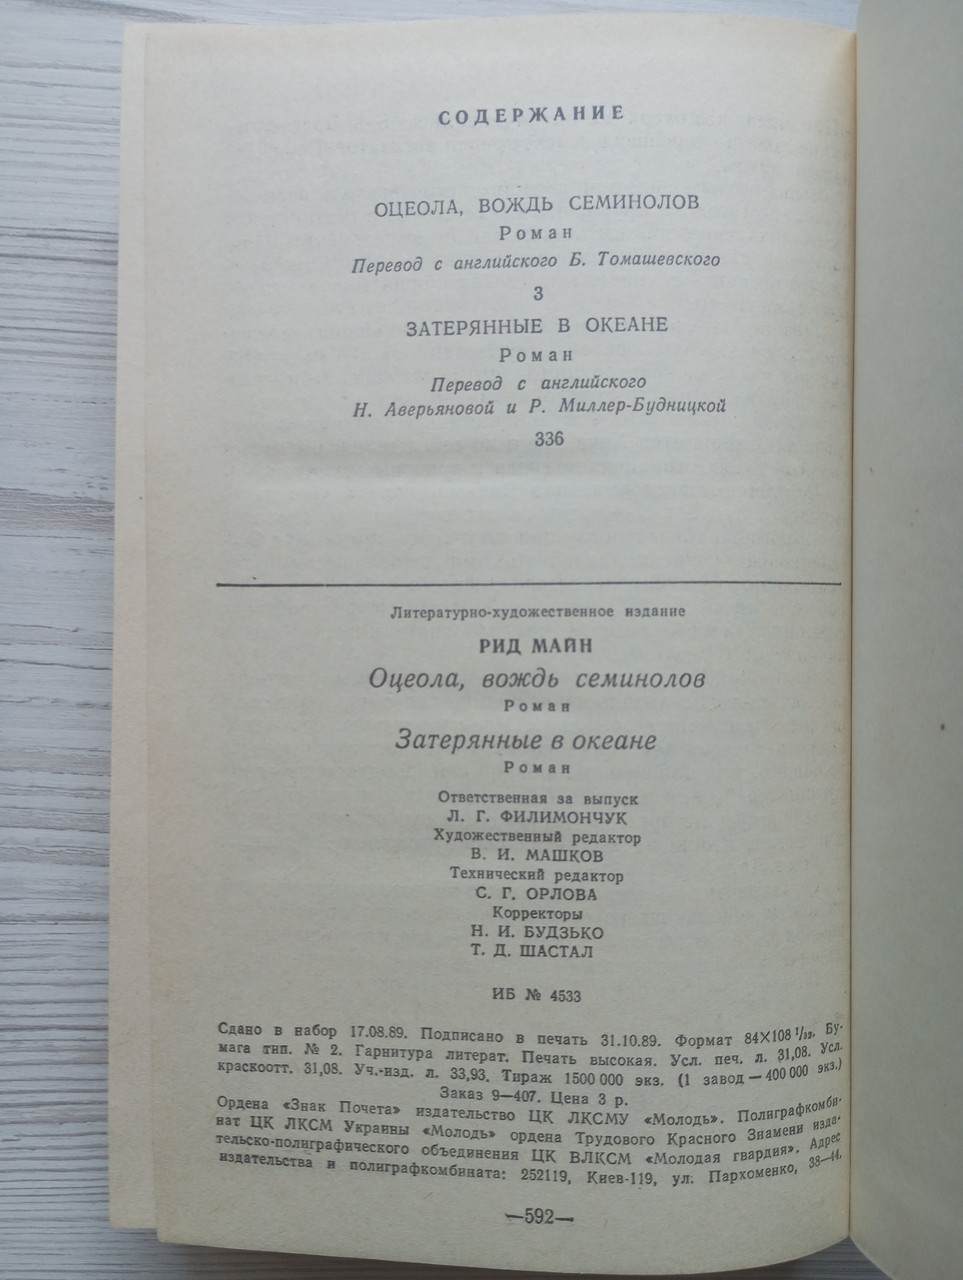 СОДЕРЖАНИЕ
ОЦЕОЛА, ВОЖДЬ СЕМИНОЛОВ
Роман
Перевод с английского Б. Томашевского
3
ЗАТЕРЯННЫЕ В ОКЕАНЕ
Роман
Перевод с английского
Н. Аверьяновой и Р. Миллер-Будницкой
336
Литературно-художественное издание
РИД МАЙН
Оцеола, вождь семинолов
Роман
Затерянные в океане
Роман
Ответственная за выпуск
Л. Г. ФИЛИМОНЧУК
Художественный редактор
В. И. МАШКОВ
Технический редактор
С. Г. ОРЛОВА
Корректоры
Н. И. БУДЗЬКО
Т. Д. ШАСТАЛ
ИБ № 4533
Сдано в набор 17.08.89. Подписано в печать 31.10.89. Формат 84×108 1/32. Бу-
мага тип. № 2. Гарнитура литерат. Печать высокая. Усл. печ. л. 31,08. Усл.
краскоотт. 31,08. Уч.-изд. л. 33,93. Тираж 1500 000 экз. (1 завод — 400 000 экз.)
Заказ 9—407. Цена 3 р.
Ордена «Знак Почета» издательство ЦК ЛКСМУ «Молодь». Полиграфкомби-
нат ЦК ЛКСМ Украины «Молодь» ордена Трудового Красного Знамени изда-
тельско-полиграфического объединения ЦК ВЛКСМ «Молодая гвардия». Адрес
издательства и полиграфкомбината: 252119, Киев-119, ул. Пархоменко, 38—44.
—592—